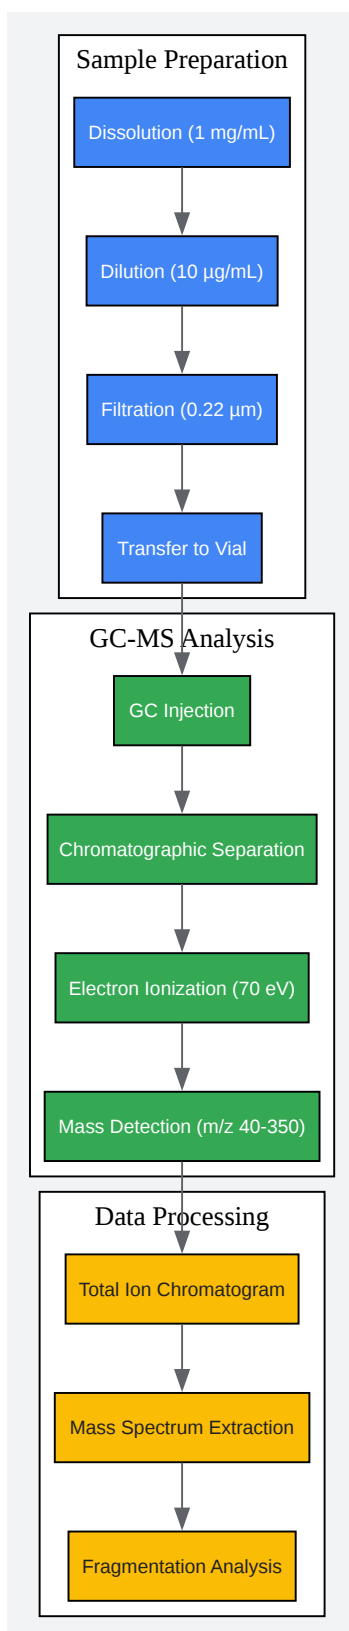 Sample Preparation
Dissolution (1 mg/mL)
Dilution (10 µg/mL)
Filtration (0.22 µm)
Transfer to Vial
GC-MS Analysis
GC Injection
Chromatographic Separation
Electron Ionization (70 eV)
Mass Detection (m/z 40-350)
Data Processing
Total Ion Chromatogram
Mass Spectrum Extraction
Fragmentation Analysis